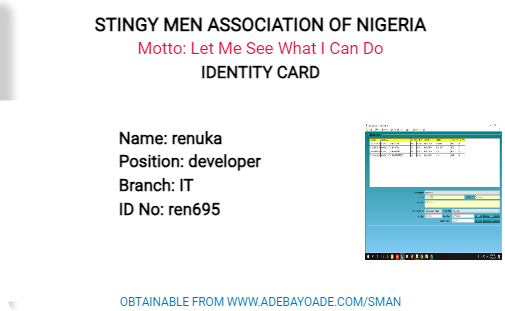 STINGY MEN ASSOCIATION OF NIGERIA
Motto: Let Me See What I Can Do
IDENTITY CARD
Name: renuka
Position: developer
Branch: IT
ID No: ren695
OBTAINABLE FROM WWW.ADEBAYOADE.COM/SMAN